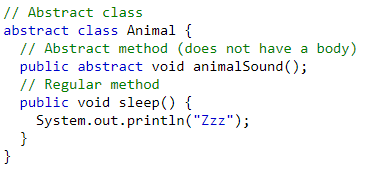 // Abstract class
abstract class Animal {
  // Abstract method (does not have a body)
  public abstract void animalSound();
  // Regular method
  public void sleep() {
    System.out.println("Zzz");
  }
}